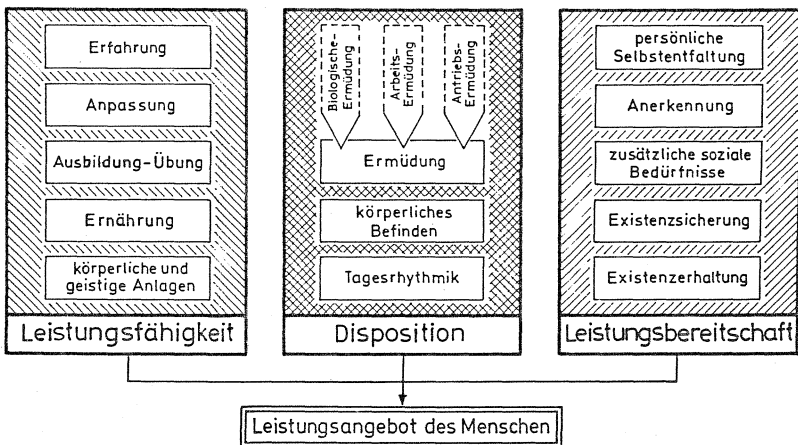 Erfahrung
Anpassung
Ausbildung-Übung
Ernährung
körperliche und
geistige Anlagen
Leistungsfähigkeit
Biologische-
Ermüdung
Arbeits-
Ermüdung
Antriebs-
Ermüdung
Ermüdung
körperliches
Befinden
Tagesrhythmik
Disposition
persönliche
Selbstentfaltung
Anerkennung
zusätzliche soziale
Bedürfnisse
Existenzsicherung
Existenzerhaltung
Leistungsbereitschaft
Leistungsangebot des Menschen